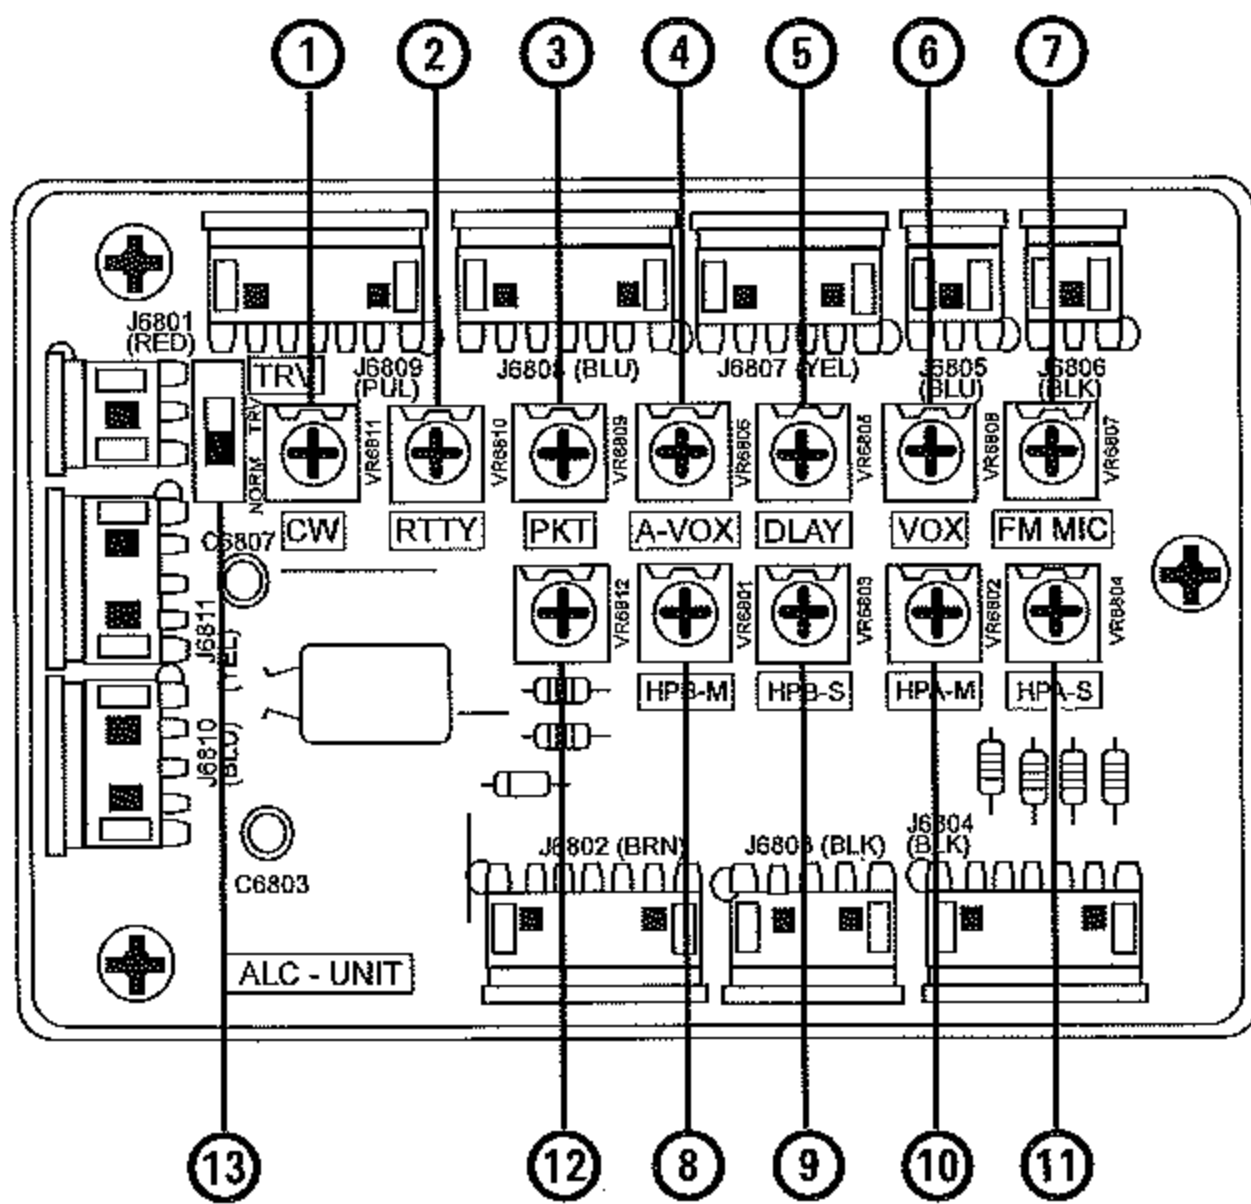 1 2 3 4 5 6 7
J6801
(RED)
TRV
J6809
(PUL)
J6808 (BLU)
J6807 (YEL)
J6805
(BLU)
J6806
(BLK)
NORM TRV
VR6811
VR6810
VR6809
VR6806
VR6805
VR6808
VR6807
CW
RTTY
PKT
A-VOX
DLAY
VOX
FM MIC
C6807
VR6812
VR6801
VR6803
VR6802
VR6804
HPB-M
HPB-S
HPA-M
HPA-S
J6811
(YEL)
J6810
(BLU)
J6802 (BRN)
J6803 (BLK)
J6804
(BLK)
C6803
ALC - UNIT
13 12 8 9 10 11